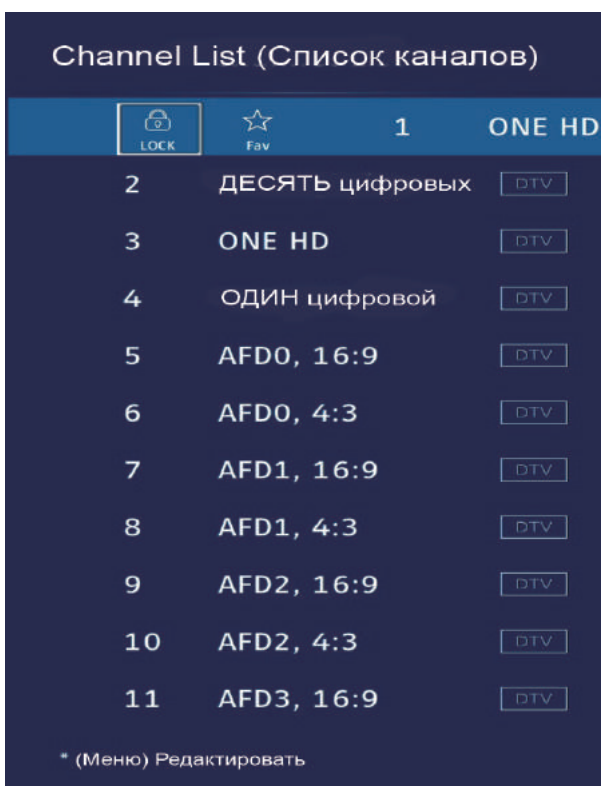 Channel List (Список каналов)
LOCK Fav 1 ONE HD
2 ДЕСЯТЬ цифровых DTV
3 ONE HD DTV
4 ОДИН цифровой DTV
5 AFD0, 16:9 DTV
6 AFD0, 4:3 DTV
7 AFD1, 16:9 DTV
8 AFD1, 4:3 DTV
9 AFD2, 16:9 DTV
10 AFD2, 4:3 DTV
11 AFD3, 16:9 DTV
* (Меню) Редактировать